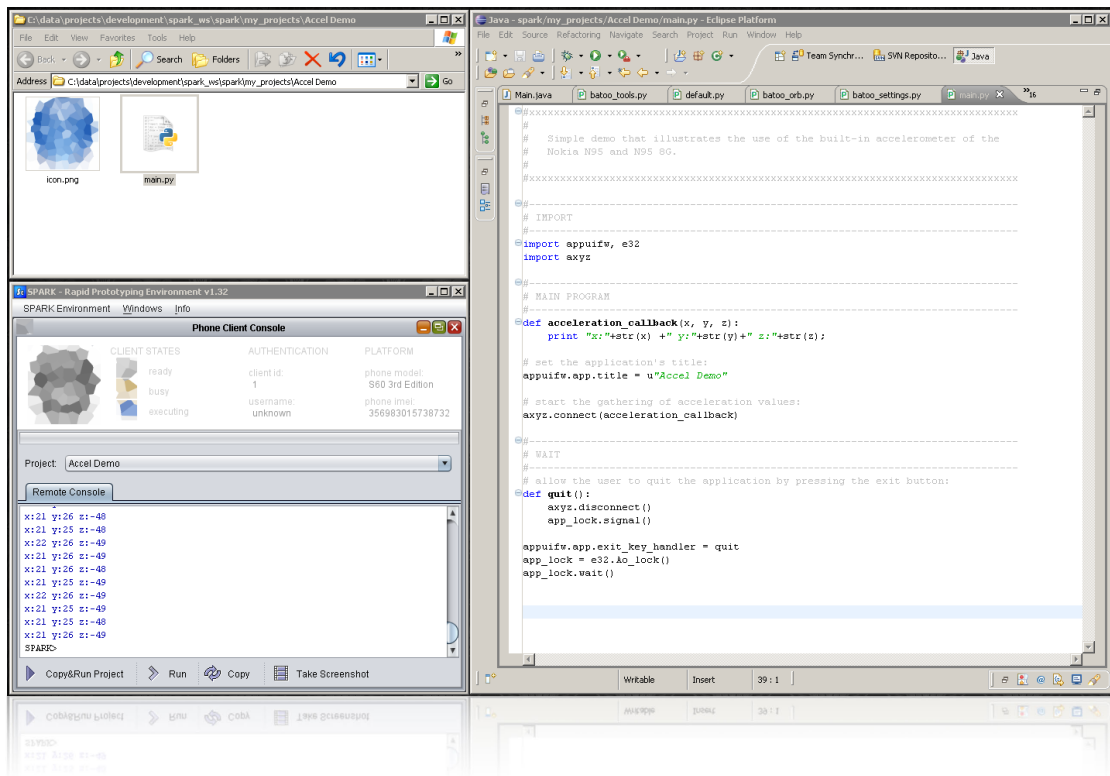 C:\data\projects\development\spark_ws\spark\my_projects\Accel Demo
File Edit View Favorites Tools Help
Back Search Folders
Address C:\data\projects\development\spark_ws\spark\my_projects\Accel Demo Go
icon.png main.py
SPARK - Rapid Prototyping Environment v1.32
SPARK Environment Windows Info
Phone Client Console
CLIENT STATES AUTHENTICATION PLATFORM
ready client id: phone model:
1 S60 3rd Edition
busy
username: phone imei:
executing unknown 356983015738732
Project: Accel Demo
Remote Console
x:21 y:26 z:-48
x:21 y:25 z:-48
x:22 y:26 z:-49
x:21 y:26 z:-49
x:21 y:26 z:-48
x:21 y:25 z:-49
x:22 y:26 z:-49
x:21 y:25 z:-49
x:21 y:25 z:-48
x:21 y:26 z:-49
SPARK>
Copy&Run Project Run Copy Take Screenshot
Java - spark/my_projects/Accel Demo/main.py - Eclipse Platform
File Edit Source Refactoring Navigate Search Project Run Window Help
Team Synchr... SVN Reposito... Java
Main.java batoo_tools.py default.py batoo_orb.py batoo_settings.py main.py 16
#xxxxxxxxxxxxxxxxxxxxxxxxxxxxxxxxxxxxxxxxxxxxxxxxxxxxxxxxxxxxxxxxxxxxxxxxxxx
#
# Simple demo that illustrates the use of the built-in accelerometer of the
# Nokia N95 and N95 8G.
#
#xxxxxxxxxxxxxxxxxxxxxxxxxxxxxxxxxxxxxxxxxxxxxxxxxxxxxxxxxxxxxxxxxxxxxxxxxxx
#---------------------------------------------------------------------------
# IMPORT
#---------------------------------------------------------------------------
import appuifw, e32
import axyz
#---------------------------------------------------------------------------
# MAIN PROGRAM
#---------------------------------------------------------------------------
def acceleration_callback(x, y, z):
print "x:"+str(x) +" y:"+str(y)+" z:"+str(z);
# set the application's title:
appuifw.app.title = u"Accel Demo"
# start the gathering of acceleration values:
axyz.connect(acceleration_callback)
#---------------------------------------------------------------------------
# WAIT
#---------------------------------------------------------------------------
# allow the user to quit the application by pressing the exit button:
def quit():
axyz.disconnect()
app_lock.signal()
appuifw.app.exit_key_handler = quit
app_lock = e32.Ao_lock()
app_lock.wait()
Writable Insert 39 : 1